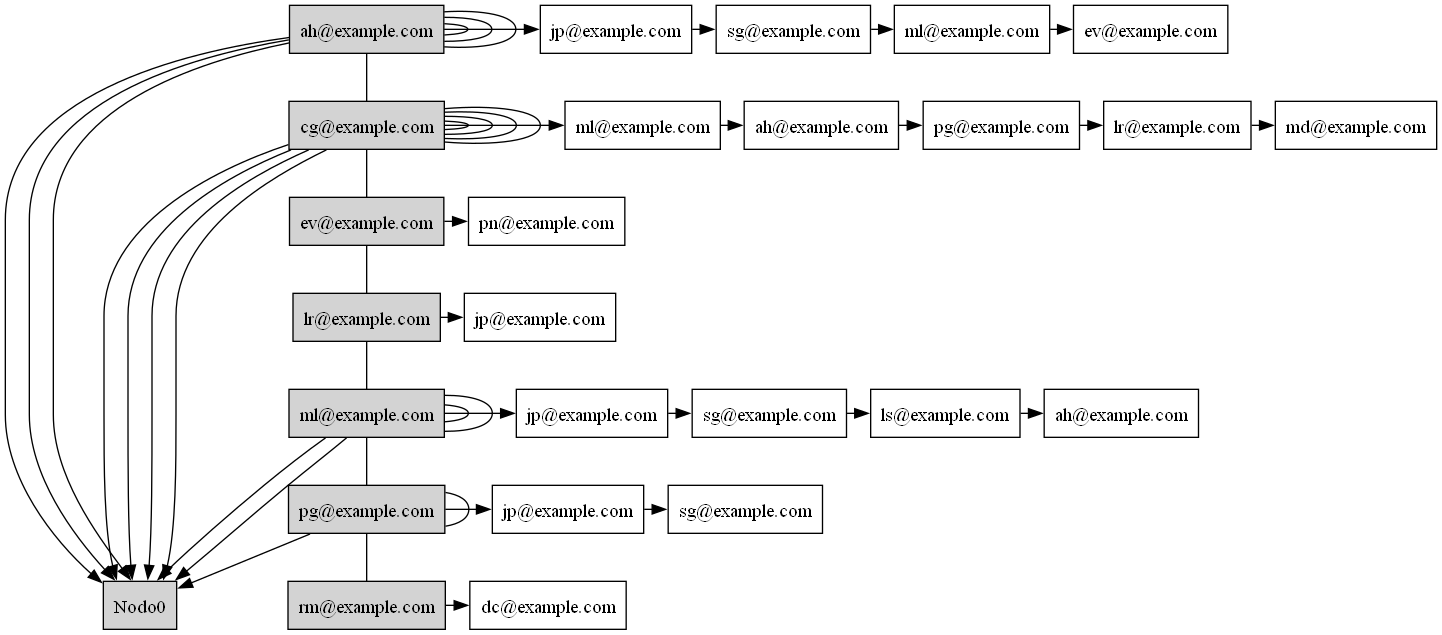 ah@example.com jp@example.com sg@example.com ml@example.com ev@example.com
cg@example.com ml@example.com ah@example.com pg@example.com lr@example.com md@example.com
ev@example.com pn@example.com
lr@example.com jp@example.com
ml@example.com jp@example.com sg@example.com ls@example.com ah@example.com
pg@example.com jp@example.com sg@example.com
Nodo0 rm@example.com dc@example.com